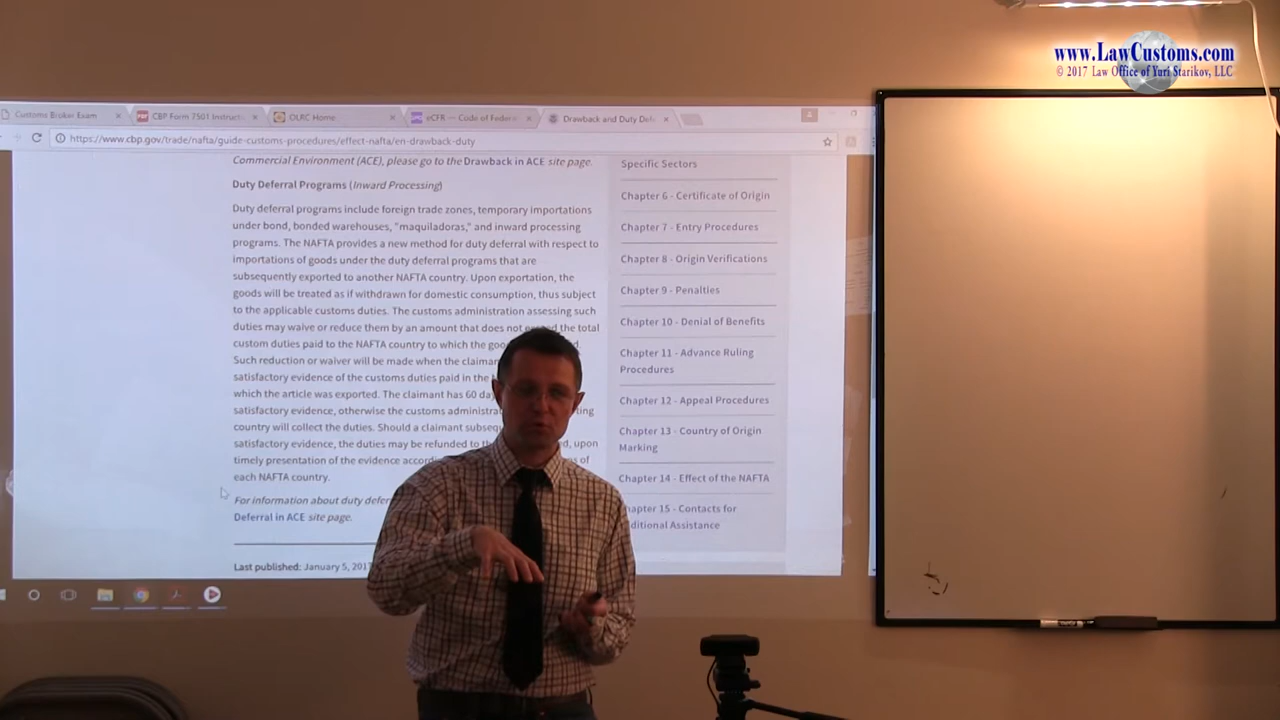 www.LawCustoms.com
© 2017 Law Office of Yuri Starikov, LLC
Customs Broker Exam
CBP Form 7501 Instruct
OLRC Home
eCFR — Code of Federa
Drawback and Duty Def
https://www.cbp.gov/trade/nafta/guide-customs-procedures/effect-nafta/en-drawback-duty
Commercial Environment (ACE), please go to the Drawback in ACE site page.
Duty Deferral Programs (Inward Processing)
Duty deferral programs include foreign trade zones, temporary importations
under bond, bonded warehouses, "maquiladoras," and inward processing
programs. The NAFTA provides a new method for duty deferral with respect to
importations of goods under the duty deferral programs that are
subsequently exported to another NAFTA country. Upon exportation, the
goods will be treated as if withdrawn for domestic consumption, thus subject
to the applicable customs duties. The customs administration assessing such
duties may waive or reduce them by an amount that does not the total
custom duties paid to the NAFTA country to which the
Such reduction or waiver will be made when the
satisfactory evidence of the customs duties paid in the
which the article was exported. The claimant has 60
satisfactory evidence, otherwise the customs
country will collect the duties. Should a claimant
satisfactory evidence, the duties may be refunded to upon
timely presentation of the evidence of
each NAFTA country.
For information about duty
Deferral in ACE site page.
Last published: January 5, 2017
Specific Sectors
Chapter 6 - Certificate of Origin
Chapter 7 - Entry Procedures
Chapter 8 - Origin Verifications
Chapter 9 - Penalties
Chapter 10 - Denial of Benefits
Chapter 11 - Advance Ruling
Procedures
Chapter 12 - Appeal Procedures
Chapter 13 - Country of Origin
Marking
Chapter 14 - Effect of the NAFTA
Chapter 15 - Contacts for
Additional Assistance